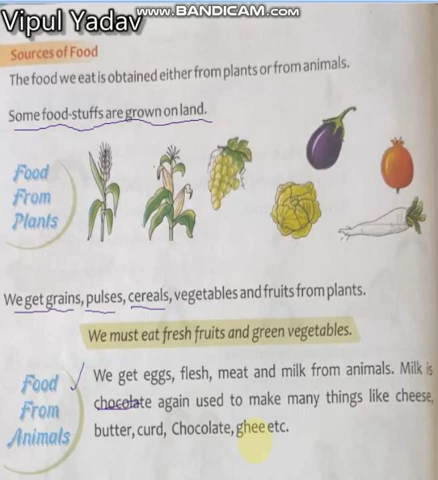 www.BANDICAM.com
Vipul Yadav
Sources of Food
The food we eat is obtained either from plants or from animals.
Some food-stuffs are grown on land.
Food
From
Plants
We get grains, pulses, cereals, vegetables and fruits from plants.
We must eat fresh fruits and green vegetables.
Food
From
Animals
We get eggs, flesh, meat and milk from animals. Milk is
chocolate again used to make many things like cheese,
butter, curd, Chocolate, ghee etc.